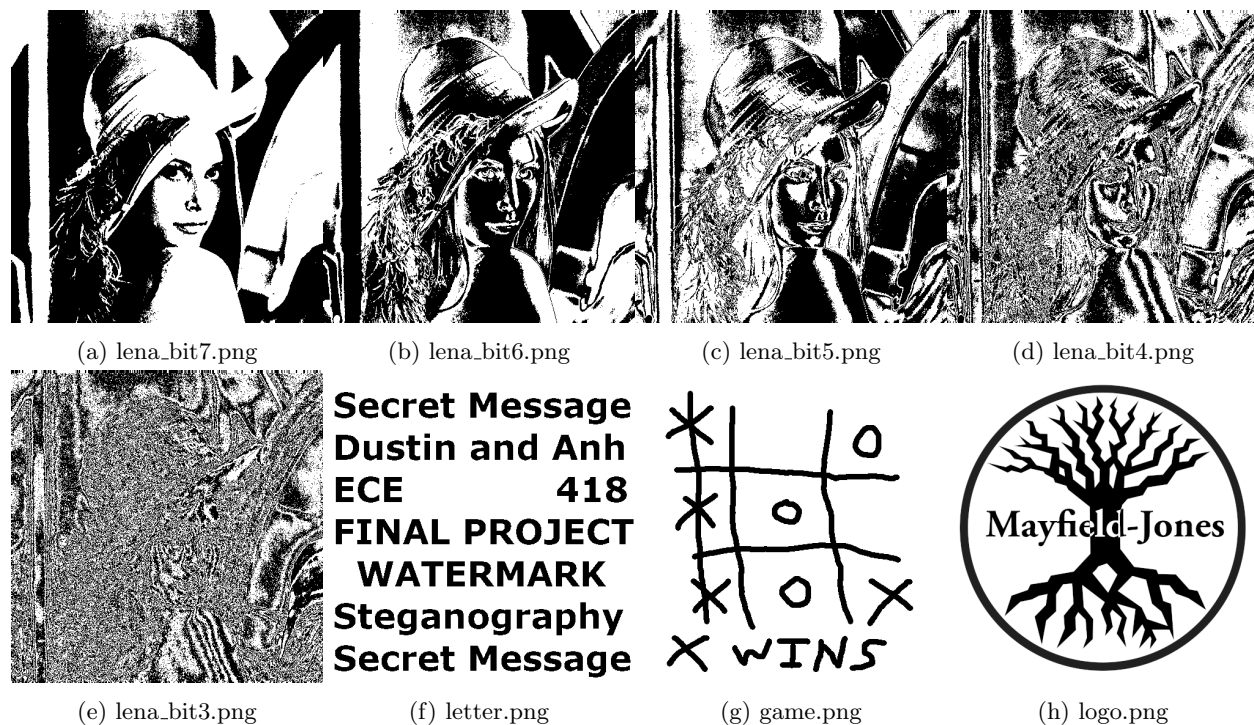 (a) lena_bit7.png
(b) lena_bit6.png
(c) lena_bit5.png
(d) lena_bit4.png
Secret Message
Dustin and Anh
ECE 418
FINAL PROJECT
WATERMARK
Steganography
Secret Message
X WINS
Mayfield-Jones
(e) lena_bit3.png
(f) letter.png
(g) game.png
(h) logo.png